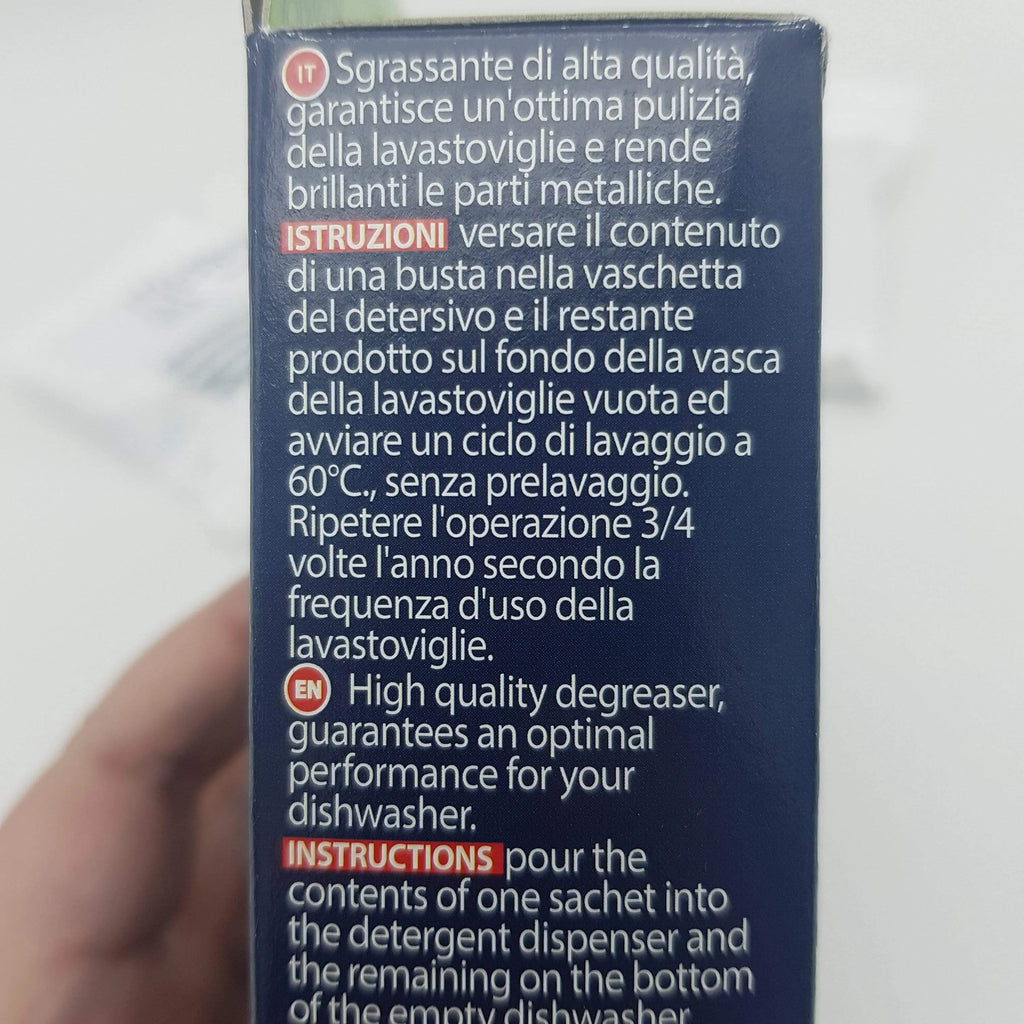 IT Sgrassante di alta qualità,
garantisce un'ottima pulizia
della lavastoviglie e rende
brillanti le parti metalliche.
ISTRUZIONI versare il contenuto
di una busta nella vaschetta
del detersivo e il restante
prodotto sul fondo della vasca
della lavastoviglie vuota ed
avviare un ciclo di lavaggio a
60°C., senza prelavaggio.
Ripetere l'operazione 3/4
volte l'anno secondo la
frequenza d'uso della
lavastoviglie.
EN High quality degreaser,
guarantees an optimal
performance for your
dishwasher.
INSTRUCTIONS pour the
contents of one sachet into
the detergent dispenser and
the remaining on the bottom
of the empty dishwasher